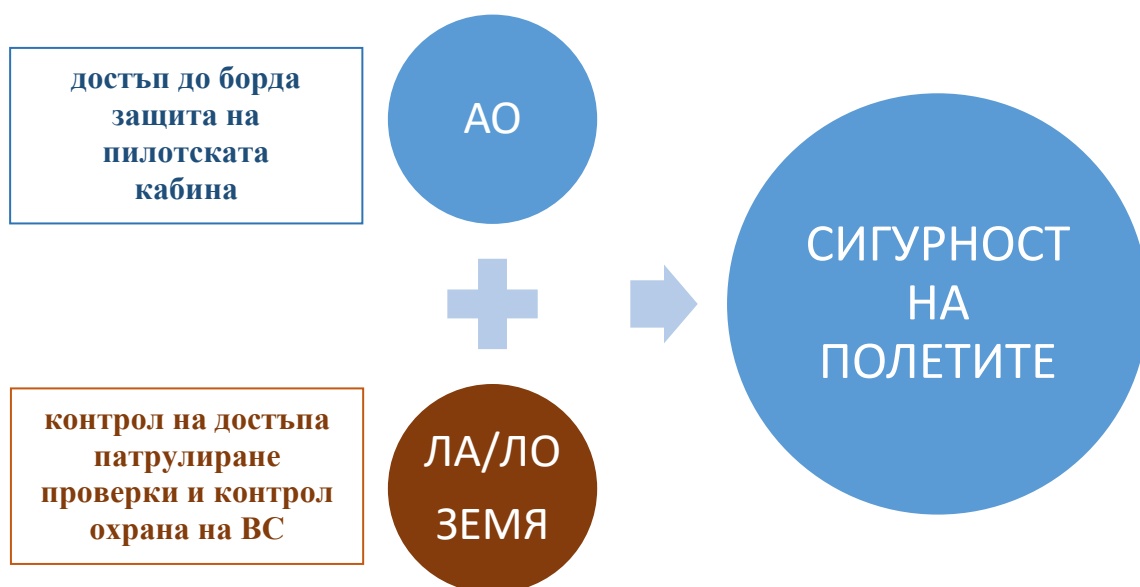 достъп до борда
защита на
пилотската
кабина
АО
контрол на достъпа
патрулиране
проверки и контрол
охрана на ВС
ЛА/ЛО
ЗЕМЯ
СИГУРНОСТ
НА
ПОЛЕТИТЕ